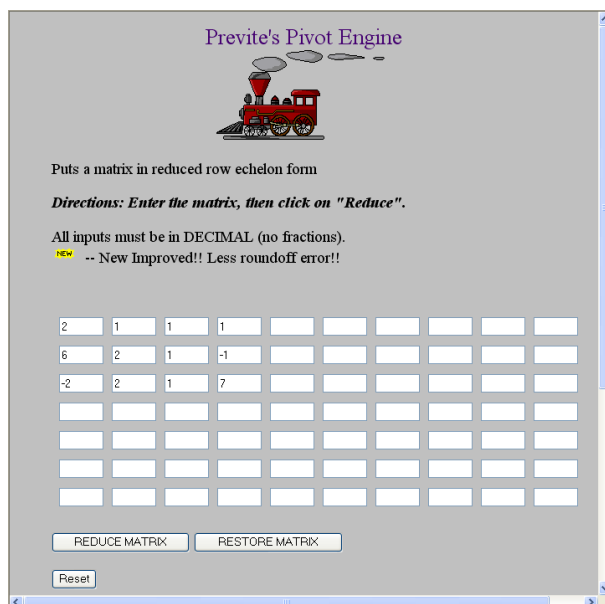 Previte's Pivot Engine
Puts a matrix in reduced row echelon form
Directions: Enter the matrix, then click on "Reduce".
All inputs must be in DECIMAL (no fractions).
NEW -- New Improved!! Less roundoff error!!
2 1 1 1
6 2 1 -1
-2 2 1 7
REDUCE MATRIX RESTORE MATRIX
Reset